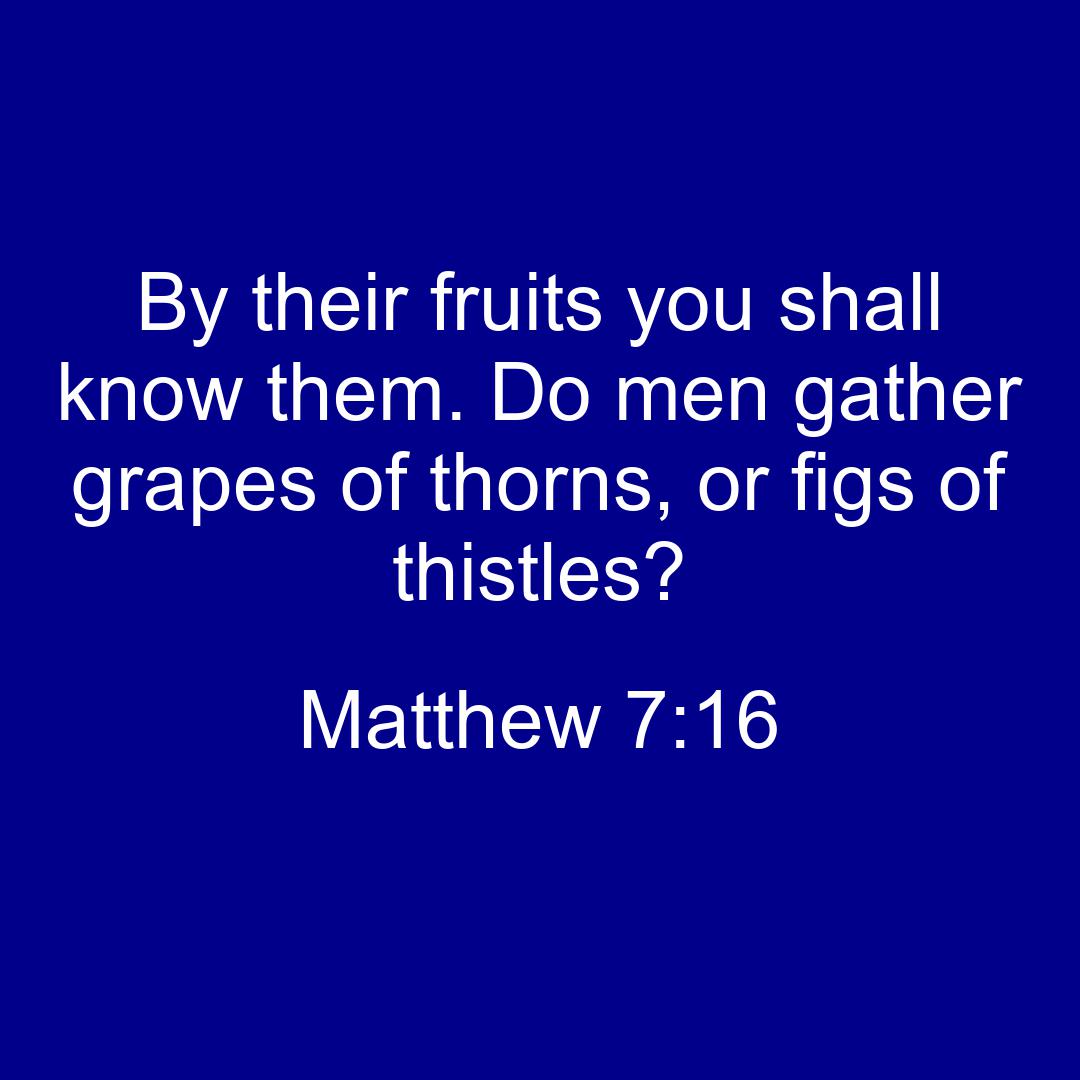 By their fruits you shall
know them. Do men gather
grapes of thorns, or figs of
thistles?
Matthew 7:16